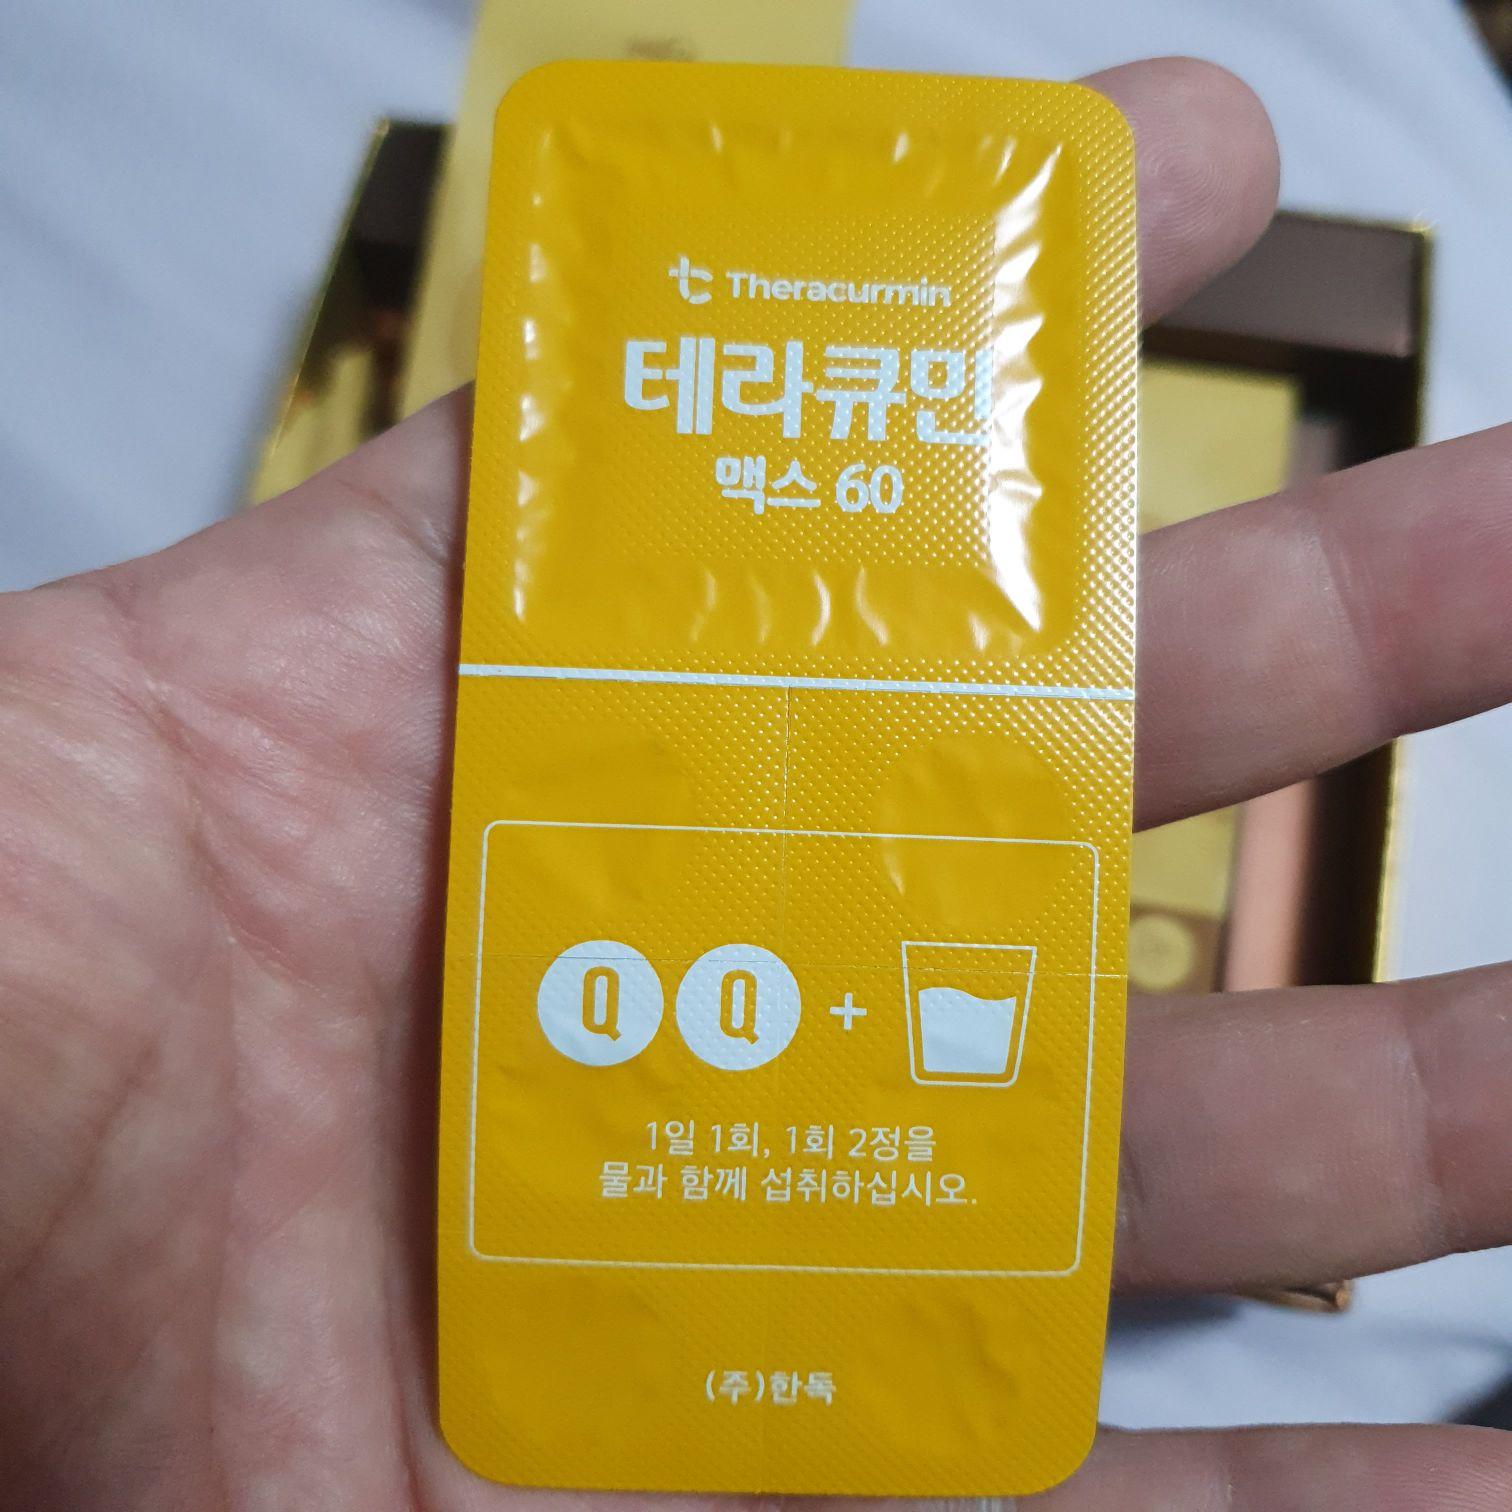 Theracurmin
테라큐민
맥스 60
Q Q +
1일 1회, 1회 2정을
물과 함께 섭취하십시오.
(주)한독